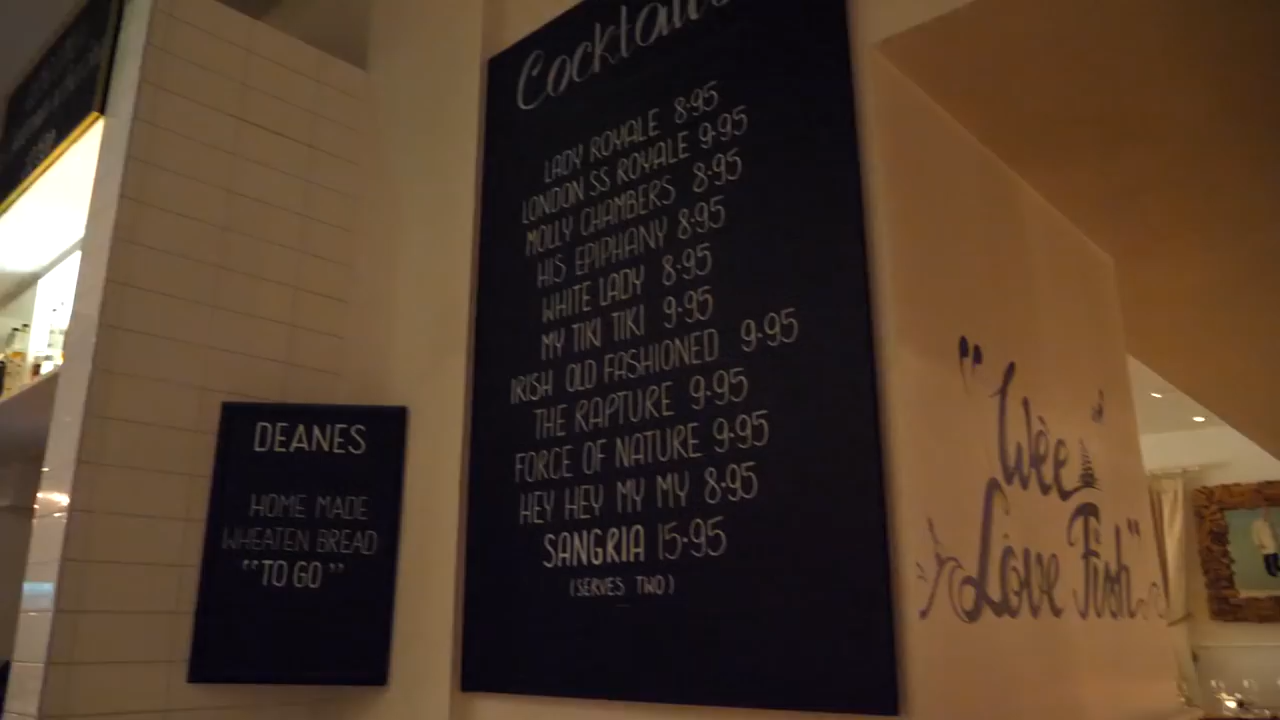 Cocktails
LADY ROYALE 8.95
LONDON SS ROYALE 9.95
MOLLY CHAMBERS 8.95
HIS EPIPHANY 8.95
WHITE LADY 8.95
MY TIKI TIKI 9.95
IRISH OLD FASHIONED 9.95
THE RAPTURE 9.95
FORCE OF NATURE 9.95
HEY HEY MY MY 8.95
SANGRIA 15.95
(SERVES TWO)
DEANES
HOME MADE
WHEATEN BREAD
"TO GO"
"Wee
Love Fish"